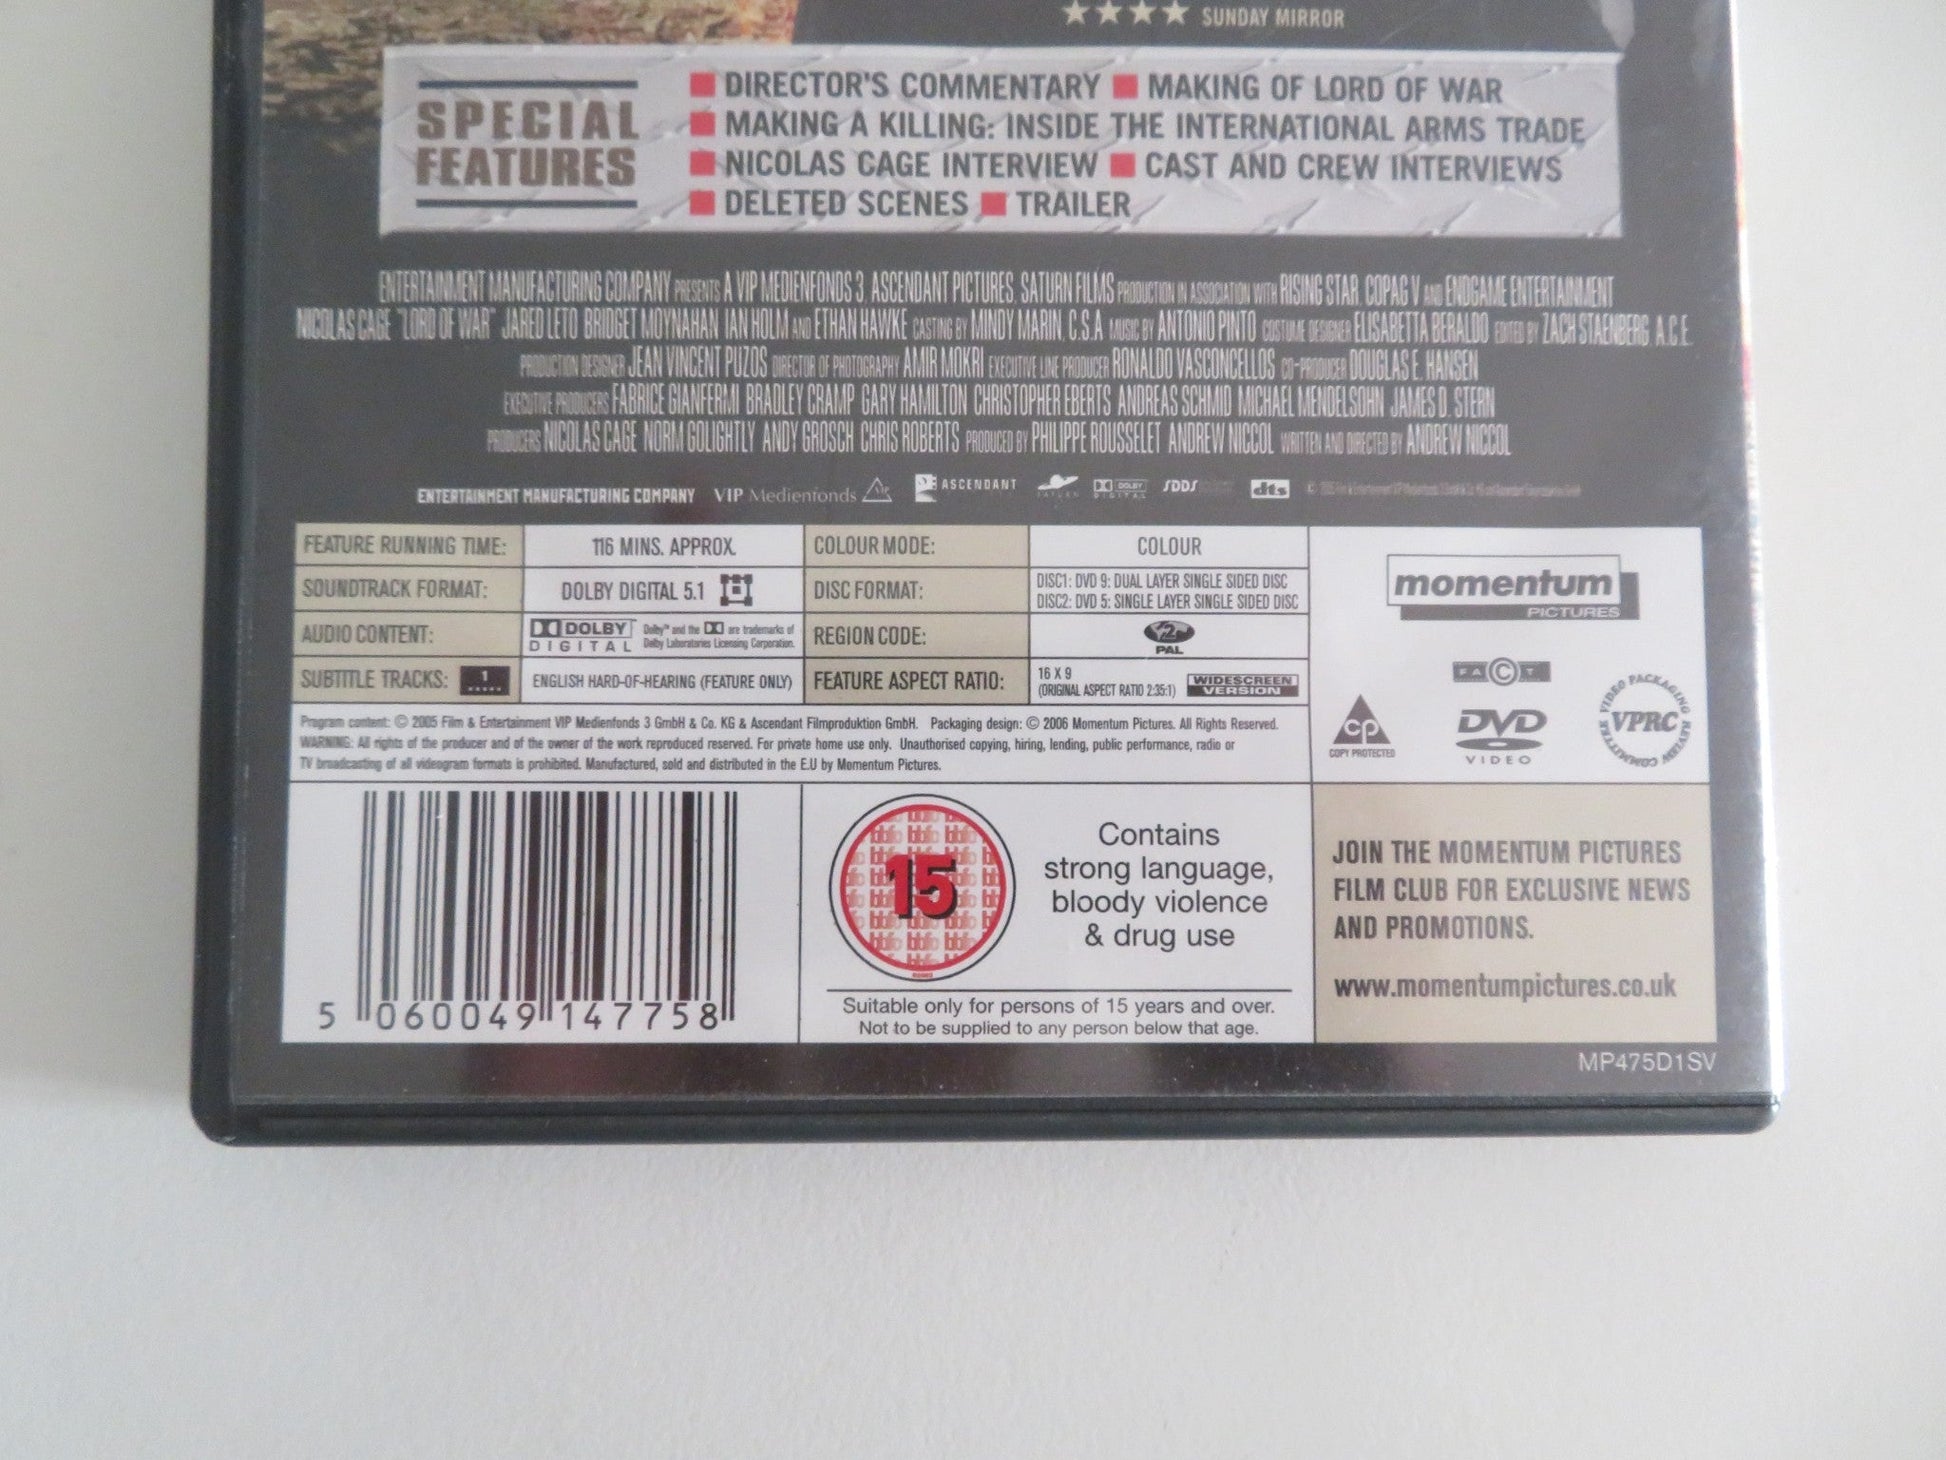 ★★★★ SUNDAY MIRROR
SPECIAL FEATURES
■ DIRECTOR'S COMMENTARY ■ MAKING OF LORD OF WAR
■ MAKING A KILLING: INSIDE THE INTERNATIONAL ARMS TRADE
■ NICOLAS CAGE INTERVIEW ■ CAST AND CREW INTERVIEWS
■ DELETED SCENES ■ TRAILER
ENTERTAINMENT MANUFACTURING COMPANY PRESENTS A VIP MEDIENFONDS 3, ASCENDANT PICTURES, SATURN FILMS PRODUCTION IN ASSOCIATION WITH RISING STAR, COPAG V AND ENDGAME ENTERTAINMENT
NICOLAS CAGE "LORD OF WAR" JARED LETO BRIDGET MOYNAHAN IAN HOLM AND ETHAN HAWKE CASTING BY MINDY MARIN, C.S.A. MUSIC BY ANTONIO PINTO COSTUME DESIGNER ELISABETTA BERALDO EDITED BY ZACH STAENBERG A.C.E.
PRODUCTION DESIGNER JEAN VINCENT PUZOS DIRECTOR OF PHOTOGRAPHY AMIR MOKRI EXECUTIVE LINE PRODUCER RONALDO VASCONCELLOS CO-PRODUCER DOUGLAS E. HANSEN
EXECUTIVE PRODUCERS FABRICE GIANFERMI BRADLEY CRAMP GARY HAMILTON CHRISTOPHER EBERTS ANDREAS SCHMID MICHAEL MENDELSOHN JAMES D. STERN
PRODUCERS NICOLAS CAGE NORM GOLIGHTLY ANDY GROSCH CHRIS ROBERTS PRODUCED BY PHILIPPE ROUSSELET ANDREW NICCOL WRITTEN AND DIRECTED BY ANDREW NICCOL
ENTERTAINMENT MANUFACTURING COMPANY VIP Medienfonds VIP ASCENDANT SATURN DOLBY DIGITAL SDDS dts
FEATURE RUNNING TIME: 116 MINS. APPROX. COLOUR MODE: COLOUR
SOUNDTRACK FORMAT: DOLBY DIGITAL 5.1 DISC FORMAT: DISC1: DVD 9: DUAL LAYER SINGLE SIDED DISC
DISC2: DVD 5: SINGLE LAYER SINGLE SIDED DISC
AUDIO CONTENT: DOLBY DIGITAL Dolby™ and the are trademarks of
Dolby Laboratories Licensing Corporation. REGION CODE: 2 PAL
SUBTITLE TRACKS: 1 ENGLISH HARD-OF-HEARING (FEATURE ONLY) FEATURE ASPECT RATIO: 16 X 9
(ORIGINAL ASPECT RATIO 2:35:1) WIDESCREEN VERSION
Program content: © 2005 Film & Entertainment VIP Medienfonds 3 GmbH & Co. KG & Ascendant Filmproduktion GmbH. Packaging design: © 2006 Momentum Pictures. All Rights Reserved.
WARNING: All rights of the producer and of the owner of the work reproduced reserved. For private home use only. Unauthorised copying, hiring, lending, public performance, radio or
TV broadcasting of all videogram formats is prohibited. Manufactured, sold and distributed in the E.U by Momentum Pictures.
momentum
PICTURES
FACT
CP
COPY PROTECTED
DVD
VIDEO
VIDEO PACKAGING REVIEW COMMITTEE
VPRC
5 060049 147758
bbfc
15
Contains
strong language,
bloody violence
& drug use
Suitable only for persons of 15 years and over.
Not to be supplied to any person below that age.
JOIN THE MOMENTUM PICTURES
FILM CLUB FOR EXCLUSIVE NEWS
AND PROMOTIONS.
www.momentumpictures.co.uk
MP475D1SV